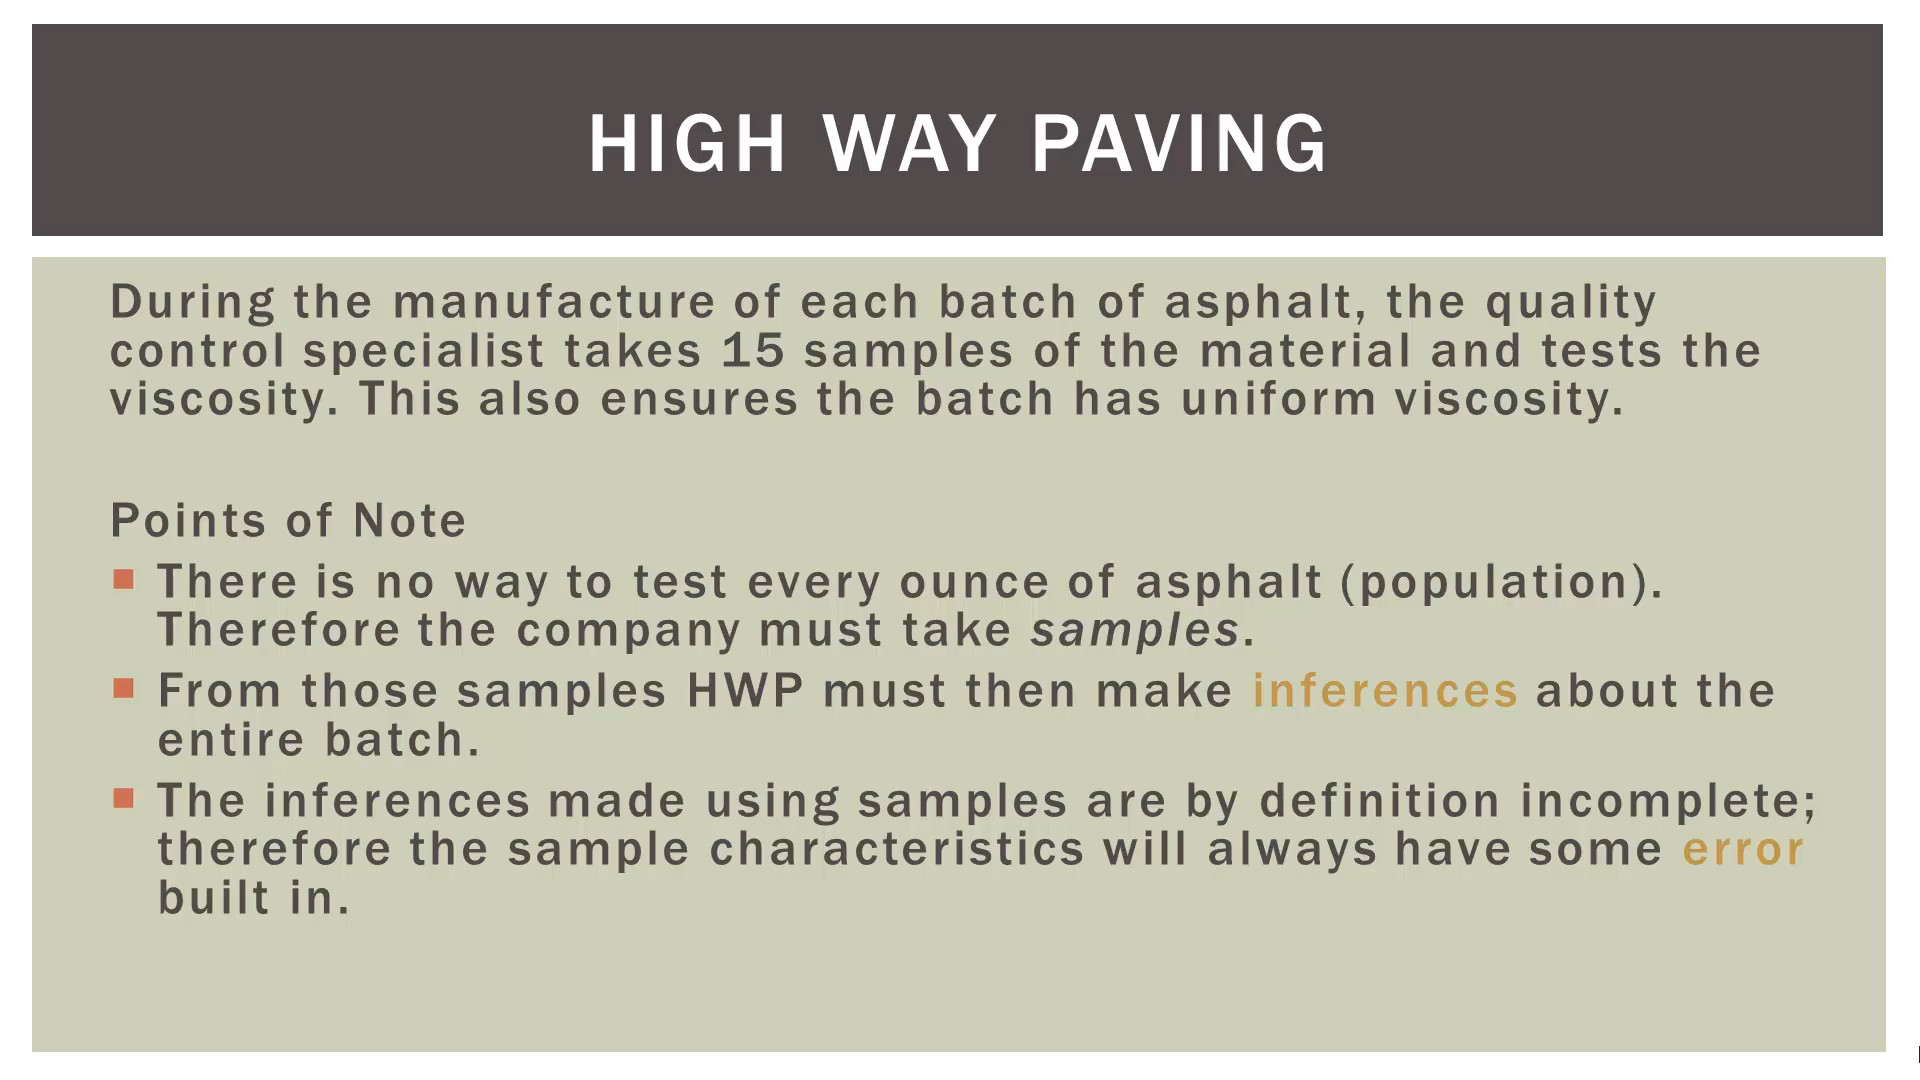 HIGH WAY PAVING
During the manufacture of each batch of asphalt, the quality
control specialist takes 15 samples of the material and tests the
viscosity. This also ensures the batch has uniform viscosity.
Points of Note
There is no way to test every ounce of asphalt (population).
Therefore the company must take samples.
From those samples HWP must then make inferences about the
entire batch.
The inferences made using samples are by definition incomplete;
therefore the sample characteristics will always have some error
built in.